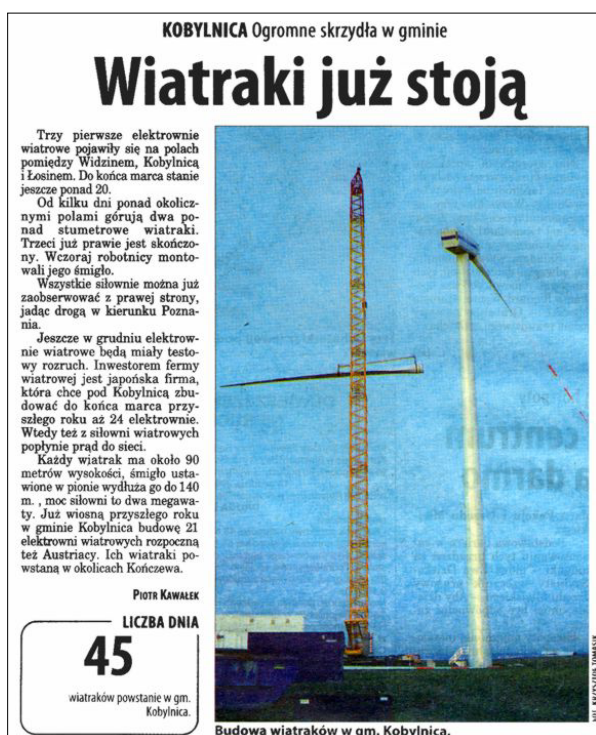 KOBYLNICA Ogromne skrzydła w gminie
Wiatraki już stoją
Trzy pierwsze elektrownie
wiatrowe pojawiły się na polach
pomiędzy Widzinem, Kobylnicą
i Łosinem. Do końca marca stanie
jeszcze ponad 20.
Od kilku dni ponad okolicz-
nymi polami górują dwa po-
nad stumetrowe wiatraki.
Trzeci już prawie jest skończo-
ny. Wczoraj robotnicy monto-
wali jego śmigło.
Wszystkie siłownie można już
zaobserwować z prawej strony,
jadąc drogą w kierunku Pozna-
nia.
Jeszcze w grudniu elektrow-
nie wiatrowe będą miały testo-
wy rozruch. Inwestorem fermy
wiatrowej jest japońska firma,
która chce pod Kobylnicą zbu-
dować do końca marca przy-
szłego roku aż 24 elektrownie.
Wtedy też z siłowni wiatrowych
popłynie prąd do sieci.
Każdy wiatrak ma około 90
metrów wysokości, śmigło usta-
wione w pionie wydłuża go do 140
m. , moc siłowni to dwa megawa-
ty. Już wiosną przyszłego roku
w gminie Kobylnica budowę 21
elektrowni wiatrowych rozpoczną
też Austriacy. Ich wiatraki po-
wstaną w okolicach Kończewa.
PIOTR KAWAŁEK
LICZBA DNIA
45
wiatraków powstanie w gm.
Kobylnica.
Budowa wiatraków w gm. Kobylnica.
KRZYSZTOF TOMASIK